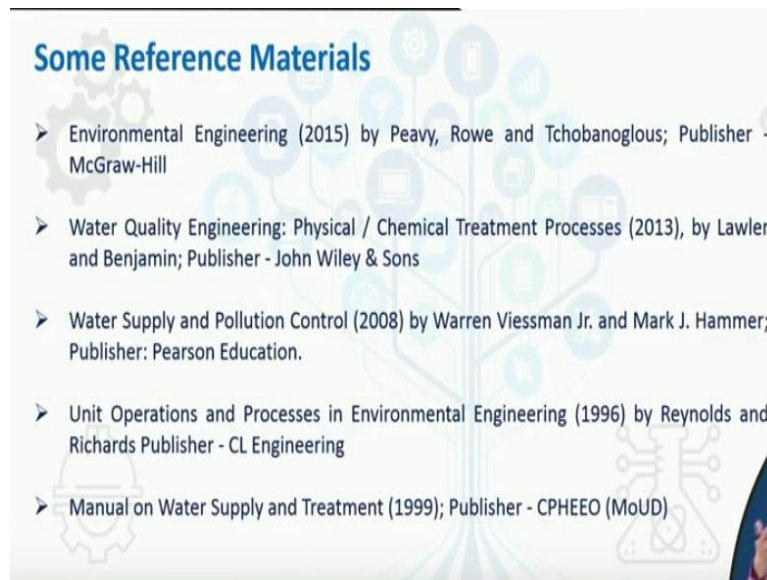 Some Reference Materials
➤ Environmental Engineering (2015) by Peavy, Rowe and Tchobanoglous; Publisher -
McGraw-Hill
➤ Water Quality Engineering: Physical / Chemical Treatment Processes (2013), by Lawler
and Benjamin; Publisher - John Wiley & Sons
➤ Water Supply and Pollution Control (2008) by Warren Viessman Jr. and Mark J. Hammer;
Publisher: Pearson Education.
➤ Unit Operations and Processes in Environmental Engineering (1996) by Reynolds and
Richards Publisher - CL Engineering
➤ Manual on Water Supply and Treatment (1999); Publisher - CPHEEO (MoUD)